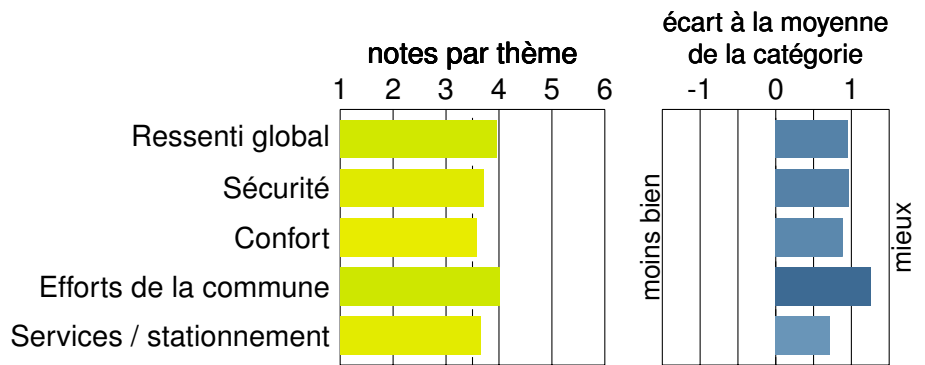 notes par thème
1 2 3 4 5 6
écart à la moyenne
de la catégorie
-1 0 1
Ressenti global
Sécurité
Confort
Efforts de la commune
Services / stationnement
moins bien
mieux